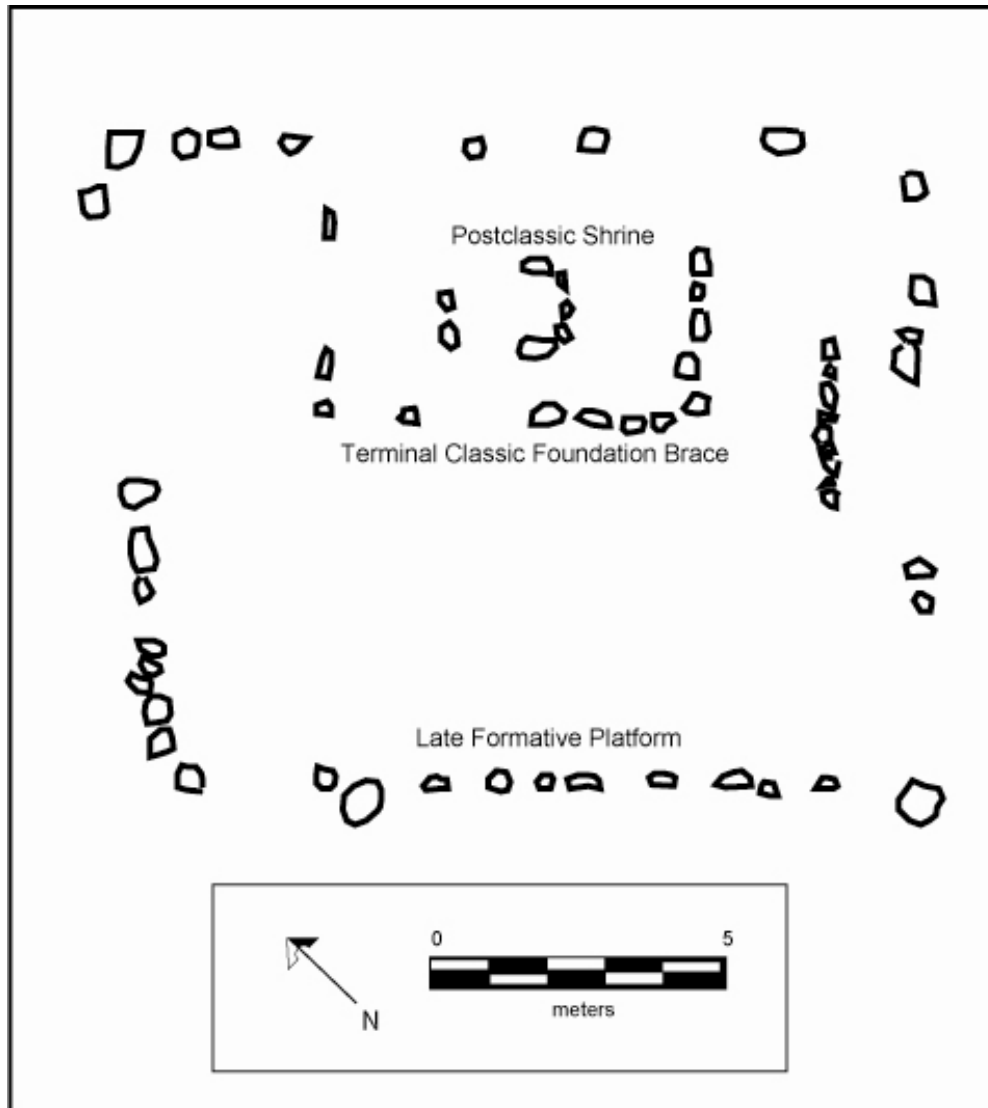 Postclassic Shrine
Terminal Classic Foundation Brace
Late Formative Platform
0 5
N
meters